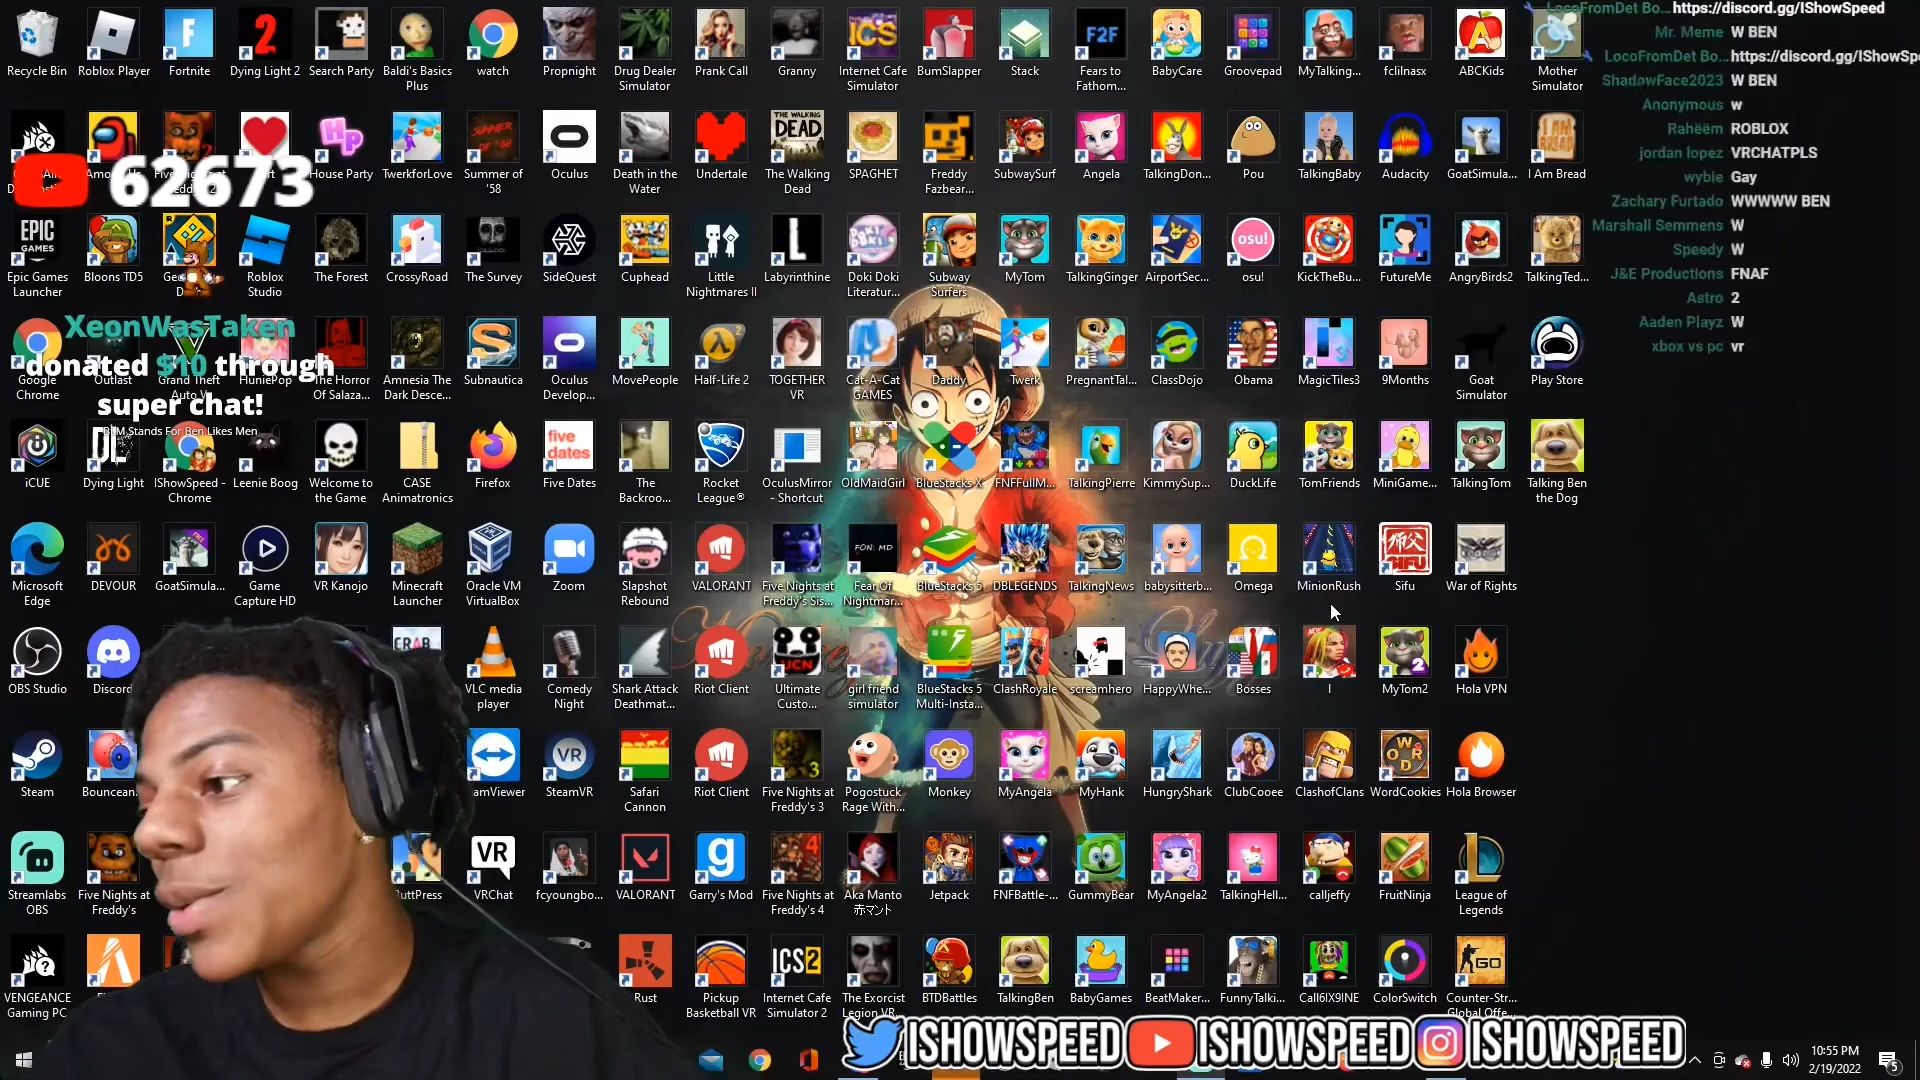 Recycle Bin
Roblox Player
Fortnite
Dying Light 2
Search Party
Baldi's Basics Plus
watch
Propnight
Drug Dealer Simulator
Prank Call
Granny
Internet Cafe Simulator
BumSlapper
Stack
Fears to Fathom...
BabyCare
Groovepad
MyTalking...
fclilnasx
ABCKids
Mother Simulator
House Party
TwerkforLove
Summer of '58
Oculus
Death in the Water
Undertale
The Walking Dead
SPAGHET
Freddy Fazbear...
SubwaySurf
Angela
TalkingDon...
Pou
TalkingBaby
Audacity
GoatSimula...
I Am Bread
62673
Epic Games Launcher
Bloons TD5
Roblox Studio
The Forest
CrossyRoad
The Survey
SideQuest
Cuphead
Little Nightmares II
Labyrinthine
Doki Doki Literatur...
Subway Surfers
MyTom
TalkingGinger
AirportSec...
osu!
KickTheBu...
FutureMe
AngryBirds2
TalkingTed...
XeonWasTaken
donated $10 through
super chat!
BLM Stands For Ben Likes Men
Google Chrome
Outlast
Grand Theft Auto V
HuniePop
The Horror Of Salaza...
Amnesia The Dark Desce...
Subnautica
Oculus Develop...
MovePeople
Half-Life 2
TOGETHER VR
Cat-A-Cat GAMES
Daddy
Twerk
PregnantTal...
ClassDojo
Obama
MagicTiles3
9Months
Goat Simulator
Play Store
iCUE
Dying Light
IShowSpeed - Chrome
Leenie Boog
Welcome to the Game
CASE Animatronics
Firefox
Five Dates
The Backroo...
Rocket League®
OculusMirror - Shortcut
OldMaidGirl
BlueStacks X
FNFFullM...
TalkingPierre
KimmySup...
DuckLife
TomFriends
MiniGame...
TalkingTom
Talking Ben the Dog
Microsoft Edge
DEVOUR
GoatSimula...
Game Capture HD
VR Kanojo
Minecraft Launcher
Oracle VM VirtualBox
Zoom
Slapshot Rebound
VALORANT
Five Nights at Freddy's Sis...
Fear Of Nightmar...
BlueStacks 5
DBLEGENDS
TalkingNews
babysitterb...
Omega
MinionRush
Sifu
War of Rights
OBS Studio
Discord
VLC media player
Comedy Night
Shark Attack Deathmat...
Riot Client
Ultimate Custo...
girl friend simulator
BlueStacks 5 Multi-Insta...
ClashRoyale
screamhero
HappyWhe...
Bosses
I
MyTom2
Hola VPN
Steam
Bouncean
amViewer
SteamVR
Safari Cannon
Riot Client
Five Nights at Freddy's 3
Pogostuck Rage With...
Monkey
MyAngela
MyHank
HungryShark
ClubCooee
ClashofClans
WordCookies
Hola Browser
Streamlabs OBS
Five Nights at Freddy's
ButtPress
VRChat
fcyoungbo...
VALORANT
Garry's Mod
Five Nights at Freddy's 4
Aka Manto 赤マント
Jetpack
FNFBattle-...
GummyBear
MyAngela2
TalkingHell...
calljeffy
FruitNinja
League of Legends
VENGEANCE Gaming PC
Rust
Pickup Basketball VR
Internet Cafe Simulator 2
The Exorcist Legion VR...
BTDBattles
TalkingBen
BabyGames
BeatMaker...
FunnyTalki...
Call6IX9INE
ColorSwitch
Counter-Str... Global Offe...
LocoFromDet Bo... https://discord.gg/IShowSpeed
Mr. Meme W BEN
LocoFromDet Bo... https://discord.gg/IShowSpe
ShadowFace2023 W BEN
Anonymous w
Rahëëm ROBLOX
jordan lopez VRCHATPLS
wybie Gay
Zachary Furtado WWWWW BEN
Marshall Semmens W
Speedy W
J&E Productions FNAF
Astro 2
Aaden Playz W
xbox vs pc vr
ISHOWSPEED ISHOWSPEED ISHOWSPEED
10:55 PM
2/19/2022
5